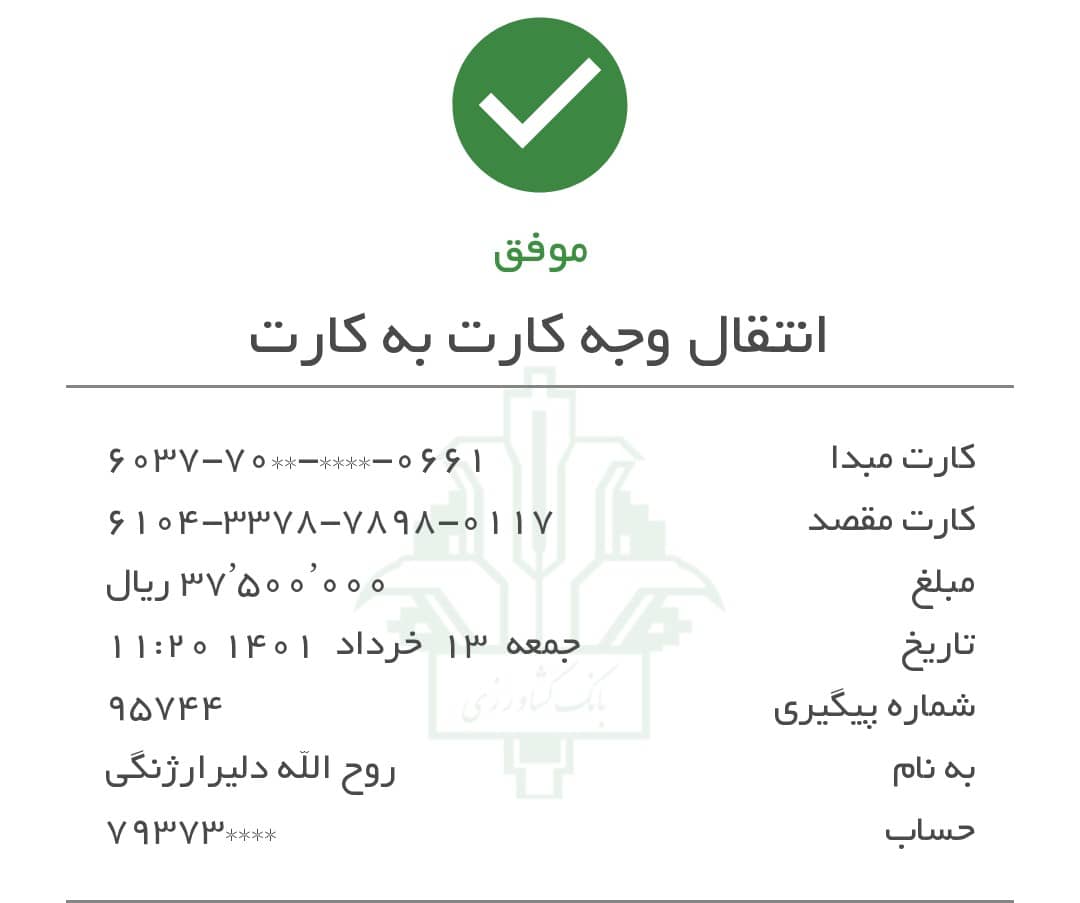 موفق
انتقال وجه کارت به کارت
کارت مبدا ۶۰۳۷-۷۰**-****-۰۶۶۱
کارت مقصد ۶۱۰۴-۳۳۷۸-۷۸۹۸-۰۱۱۷
مبلغ ۳۷٬۵۰۰٬۰۰۰ ریال
تاریخ جمعه ۱۳ خرداد ۱۴۰۱ ۱۱:۲۰
شماره پیگیری ۹۵۷۴۴
به نام روح الله دلیرارژنگی
حساب ۷۹۳۷۳****
بانک کشاورزی